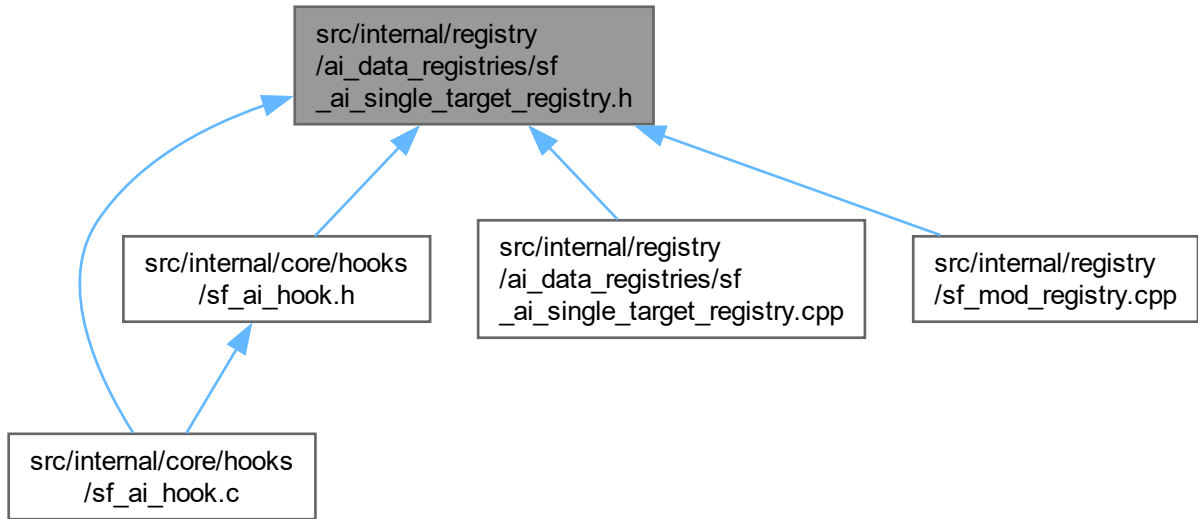 src/internal/registry
/ai_data_registries/sf
_ai_single_target_registry.h
src/internal/core/hooks
/sf_ai_hook.h
src/internal/registry
/ai_data_registries/sf
_ai_single_target_registry.cpp
src/internal/registry
/sf_mod_registry.cpp
src/internal/core/hooks
/sf_ai_hook.c